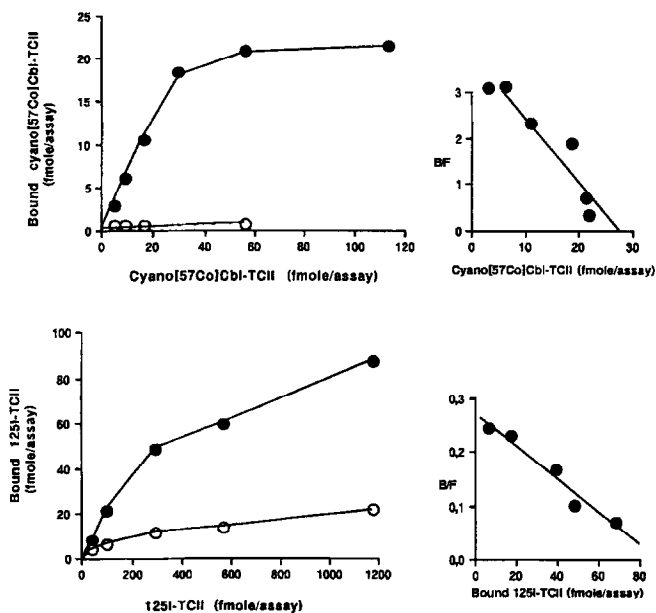 25
20
15
10
5
0
0 20 40 60 80 100 120
Bound cyano[57Co]Cbl-TCII
(fmole/assay)
Cyano[57Co]Cbl-TCII (fmole/assay)
3
2
1
0
B/F
0 10 20 30
Cyano[57Co]Cbl-TCII (fmole/assay)
100
80
60
40
20
0
0 200 400 600 800 1000 1200
Bound 125I-TCII
(fmole/assay)
125I-TCII (fmole/assay)
0,3
0,2
0,1
0,0
B/F
0 20 40 60 80
Bound 125I-TCII (fmole/assay)